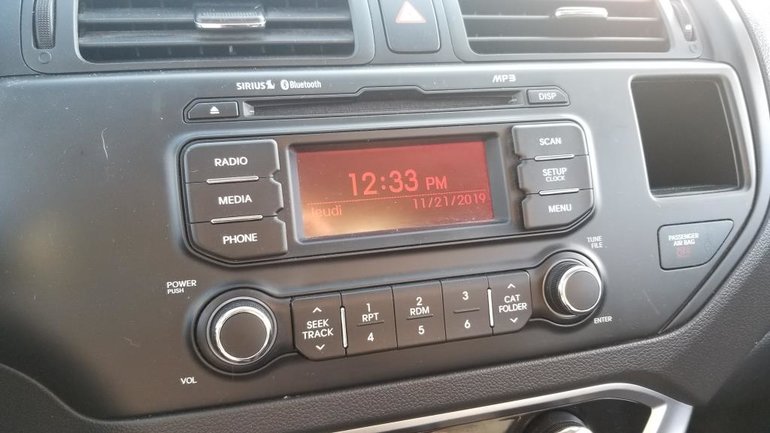 SIRIUS Bluetooth MP3
DISP
RADIO
MEDIA
PHONE
12:33 PM
jeudi 11/21/2019
SCAN
SETUP
CLOCK
MENU
POWER
PUSH
VOL
SEEK
TRACK
1 RPT 4
2 RDM 5
3 6
CAT
FOLDER
TUNE
FILE
ENTER
PASSENGER
AIR BAG
OFF